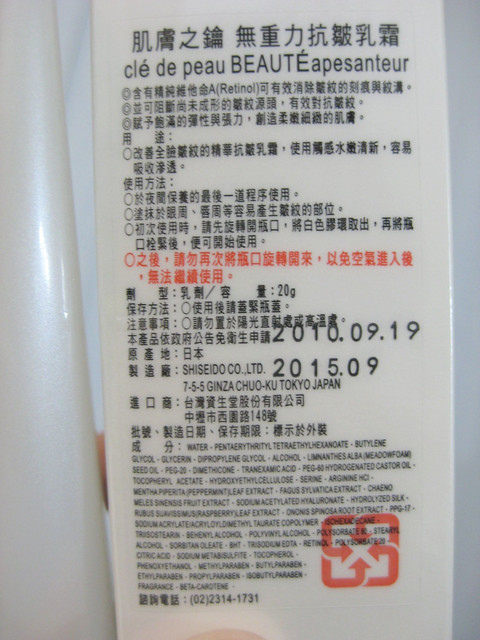 肌膚之鑰 無重力抗皺乳霜
clé de peau BEAUTÉapesanteur
◎含有精純維他命A(Retinol)可有效消除皺紋的刻痕與紋溝。
◎並可阻斷尚未成形的皺紋源頭，有效對抗皺紋。
◎賦予飽滿的彈性與張力，創造柔嫩細緻的肌膚。
用 途：
○改善全臉皺紋的精華抗皺乳霜，使用觸感水嫩清新，容易
吸收滲透。
使用方法：
○於夜間保養的最後一道程序使用。
○塗抹於眼周、唇周等容易產生皺紋的部位。
○初次使用時，請先旋轉開瓶口，將白色膠環取出，再將瓶
口栓緊後，便可開始使用。
○之後，請勿再次將瓶口旋轉開來，以免空氣進入後
，無法繼續使用。
劑 型：乳劑／容 量：20g
保存方法：○使用後請蓋緊瓶蓋。
注意事項：○請勿置於陽光直射處或高溫處。
本產品依政府公告免衛生申請 2010.09.19
原 產 地：日本
製 造 廠：SHISEIDO CO.,LTD. 2015.09
7-5-5 GINZA CHUO-KU TOKYO JAPAN
進 口 商：台灣資生堂股份有限公司
中壢市西園路148號
批號、製造日期、保存期限：標示於外裝
成 分：WATER · PENTAERYTHRITYL TETRAETHYLHEXANOATE · BUTYLENE
GLYCOL · GLYCERIN · DIPROPYLENE GLYCOL · ALCOHOL · LIMNANTHES ALBA (MEADOWFOAM)
SEED OIL · PEG-20 · DIMETHICONE · TRANEXAMIC ACID · PEG-60 HYDROGENATED CASTOR OIL ·
TOCOPHERYL ACETATE · HYDROXYETHYLCELLULOSE · SERINE · ARGININE HCl ·
MENTHA PIPERITA (PEPPERMINT) LEAF EXTRACT · FAGUS SYLVATICA EXTRACT · CHAENO
MELES SINENSIS FRUIT EXTRACT · SODIUM ACETYLATED HYALURONATE · HYDROLYZED SILK ·
RUBUS SUAVISSIMUS(RASPBERRY)LEAF EXTRACT · ONONIS SPINOSA ROOT EXTRACT · PPG-17 ·
SODIUM ACRYLATE/ACRYLOYLDIMETHYL TAURATE COPOLYMER · ISOHEXADECANE ·
TRIISOSTEARIN · BEHENYL ALCOHOL · POLYVINYL ALCOHOL · POLYSORBATE 80 · STEARYL
ALCOHOL · SORBITAN OLEATE · BHT · TRISODIUM EDTA · RETINOL · POLYSORBATE 20
CITRIC ACID · SODIUM METABISULFITE · TOCOPHEROL ·
PHENOXYETHANOL · METHYLPARABEN · BUTYLPARABEN ·
ETHYLPARABEN · PROPYLPARABEN · ISOBUTYLPARABEN ·
FRAGRANCE · BETA-CAROTENE ·
諮詢電話：(02)2314-1731